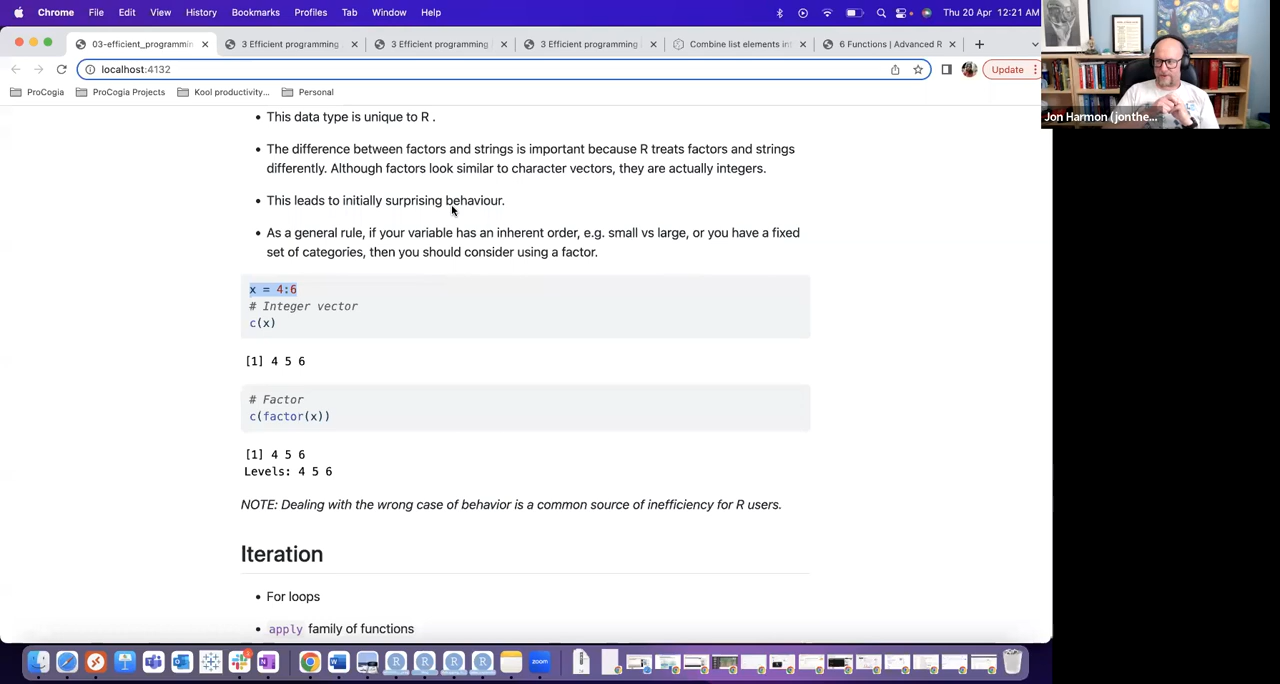 Chrome File Edit View History Bookmarks Profiles Tab Window Help Thu 20 Apr 12:21 AM
03-efficient_programmin 3 Efficient programming 3 Efficient programming 3 Efficient programming Combine list elements in 6 Functions | Advanced R
localhost:4132 Update
ProCogia ProCogia Projects Kool productivity... Personal
Jon Harmon (jonthe...
This data type is unique to R .
The difference between factors and strings is important because R treats factors and strings
differently. Although factors look similar to character vectors, they are actually integers.
This leads to initially surprising behaviour.
As a general rule, if your variable has an inherent order, e.g. small vs large, or you have a fixed
set of categories, then you should consider using a factor.
x = 4:6
# Integer vector
c(x)
[1] 4 5 6
# Factor
c(factor(x))
[1] 4 5 6
Levels: 4 5 6
NOTE: Dealing with the wrong case of behavior is a common source of inefficiency for R users.
Iteration
For loops
apply family of functions
zoom